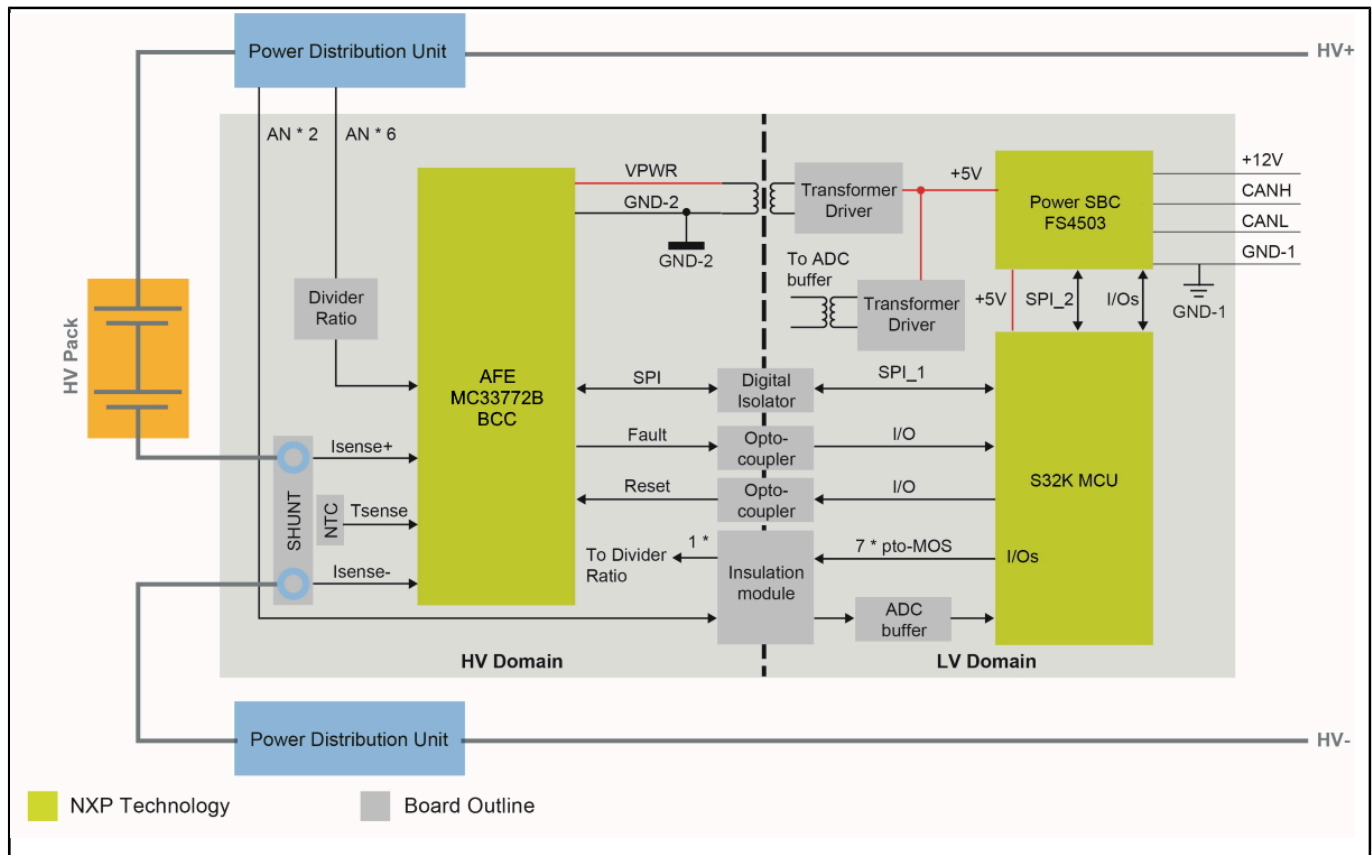 Power Distribution Unit
HV+
AN * 2
AN * 6
VPWR
GND-2
GND-2
Transformer
Driver
+5V
Power SBC
FS4503
+12V
CANH
CANL
GND-1
GND-1
To ADC
buffer
Transformer
Driver
+5V
SPI_2
I/Os
Divider
Ratio
HV Pack
AFE
MC33772B
BCC
SPI
Digital
Isolator
SPI_1
Fault
Opto-
coupler
I/O
Reset
Opto-
coupler
I/O
S32K MCU
Isense+
SHUNT
NTC
Tsense
Isense-
1 *
To Divider
Ratio
Insulation
module
7 * pto-MOS
I/Os
ADC
buffer
HV Domain
LV Domain
Power Distribution Unit
HV-
NXP Technology
Board Outline